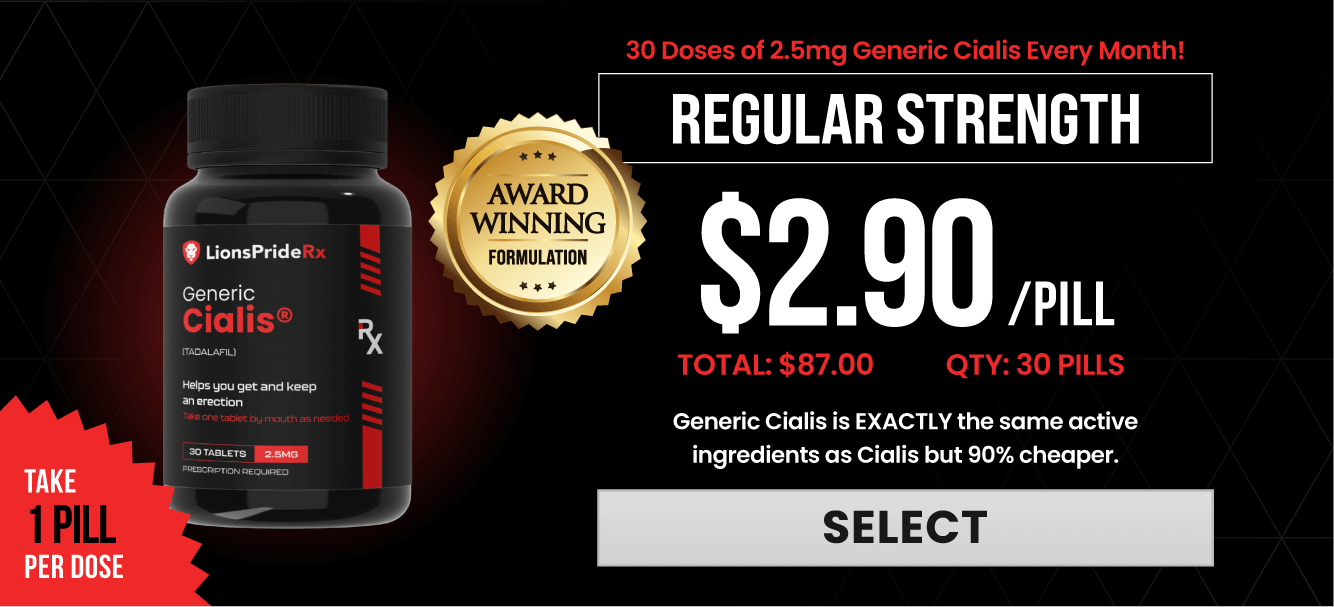 30 Doses of 2.5mg Generic Cialis Every Month!
REGULAR STRENGTH
$2.90 /PILL
TOTAL: $87.00 QTY: 30 PILLS
Generic Cialis is EXACTLY the same active
ingredients as Cialis but 90% cheaper.
SELECT
AWARD
WINNING
FORMULATION
LionsPrideRx
Generic
Cialis®
(TADALAFIL)
Rx
Helps you get and keep
an erection
Take one tablet by mouth as needed
30 TABLETS 2.5MG
PRESCRIPTION REQUIRED
TAKE
1 PILL
PER DOSE